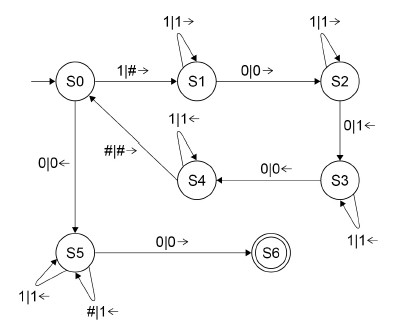 1|1→
1|1→
S0
1|#→
S1
0|0→
S2
1|1←
0|1←
#|#→
0|0←
S4
0|0←
S3
0|0→
1|1←
S5
S6
1|1←
#|1←